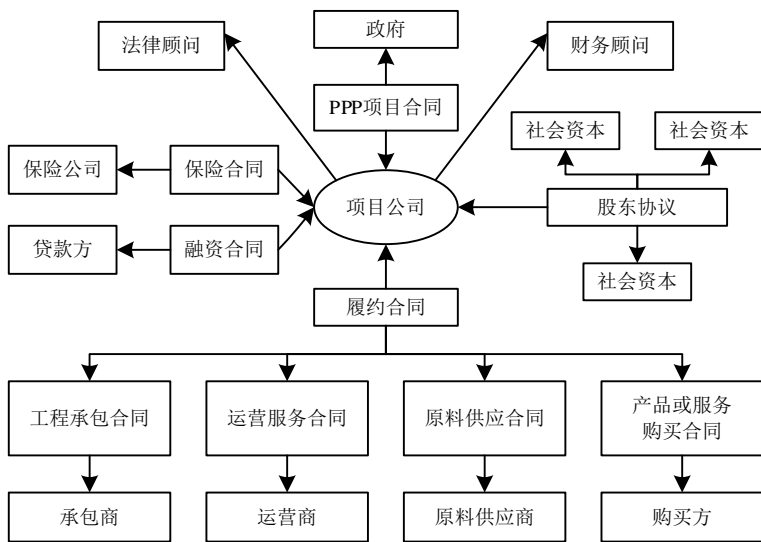 政府
法律顾问
财务顾问
PPP项目合同
社会资本
社会资本
保险公司
保险合同
项目公司
股东协议
贷款方
融资合同
社会资本
履约合同
工程承包合同
运营服务合同
原料供应合同
产品或服务
购买合同
承包商
运营商
原料供应商
购买方